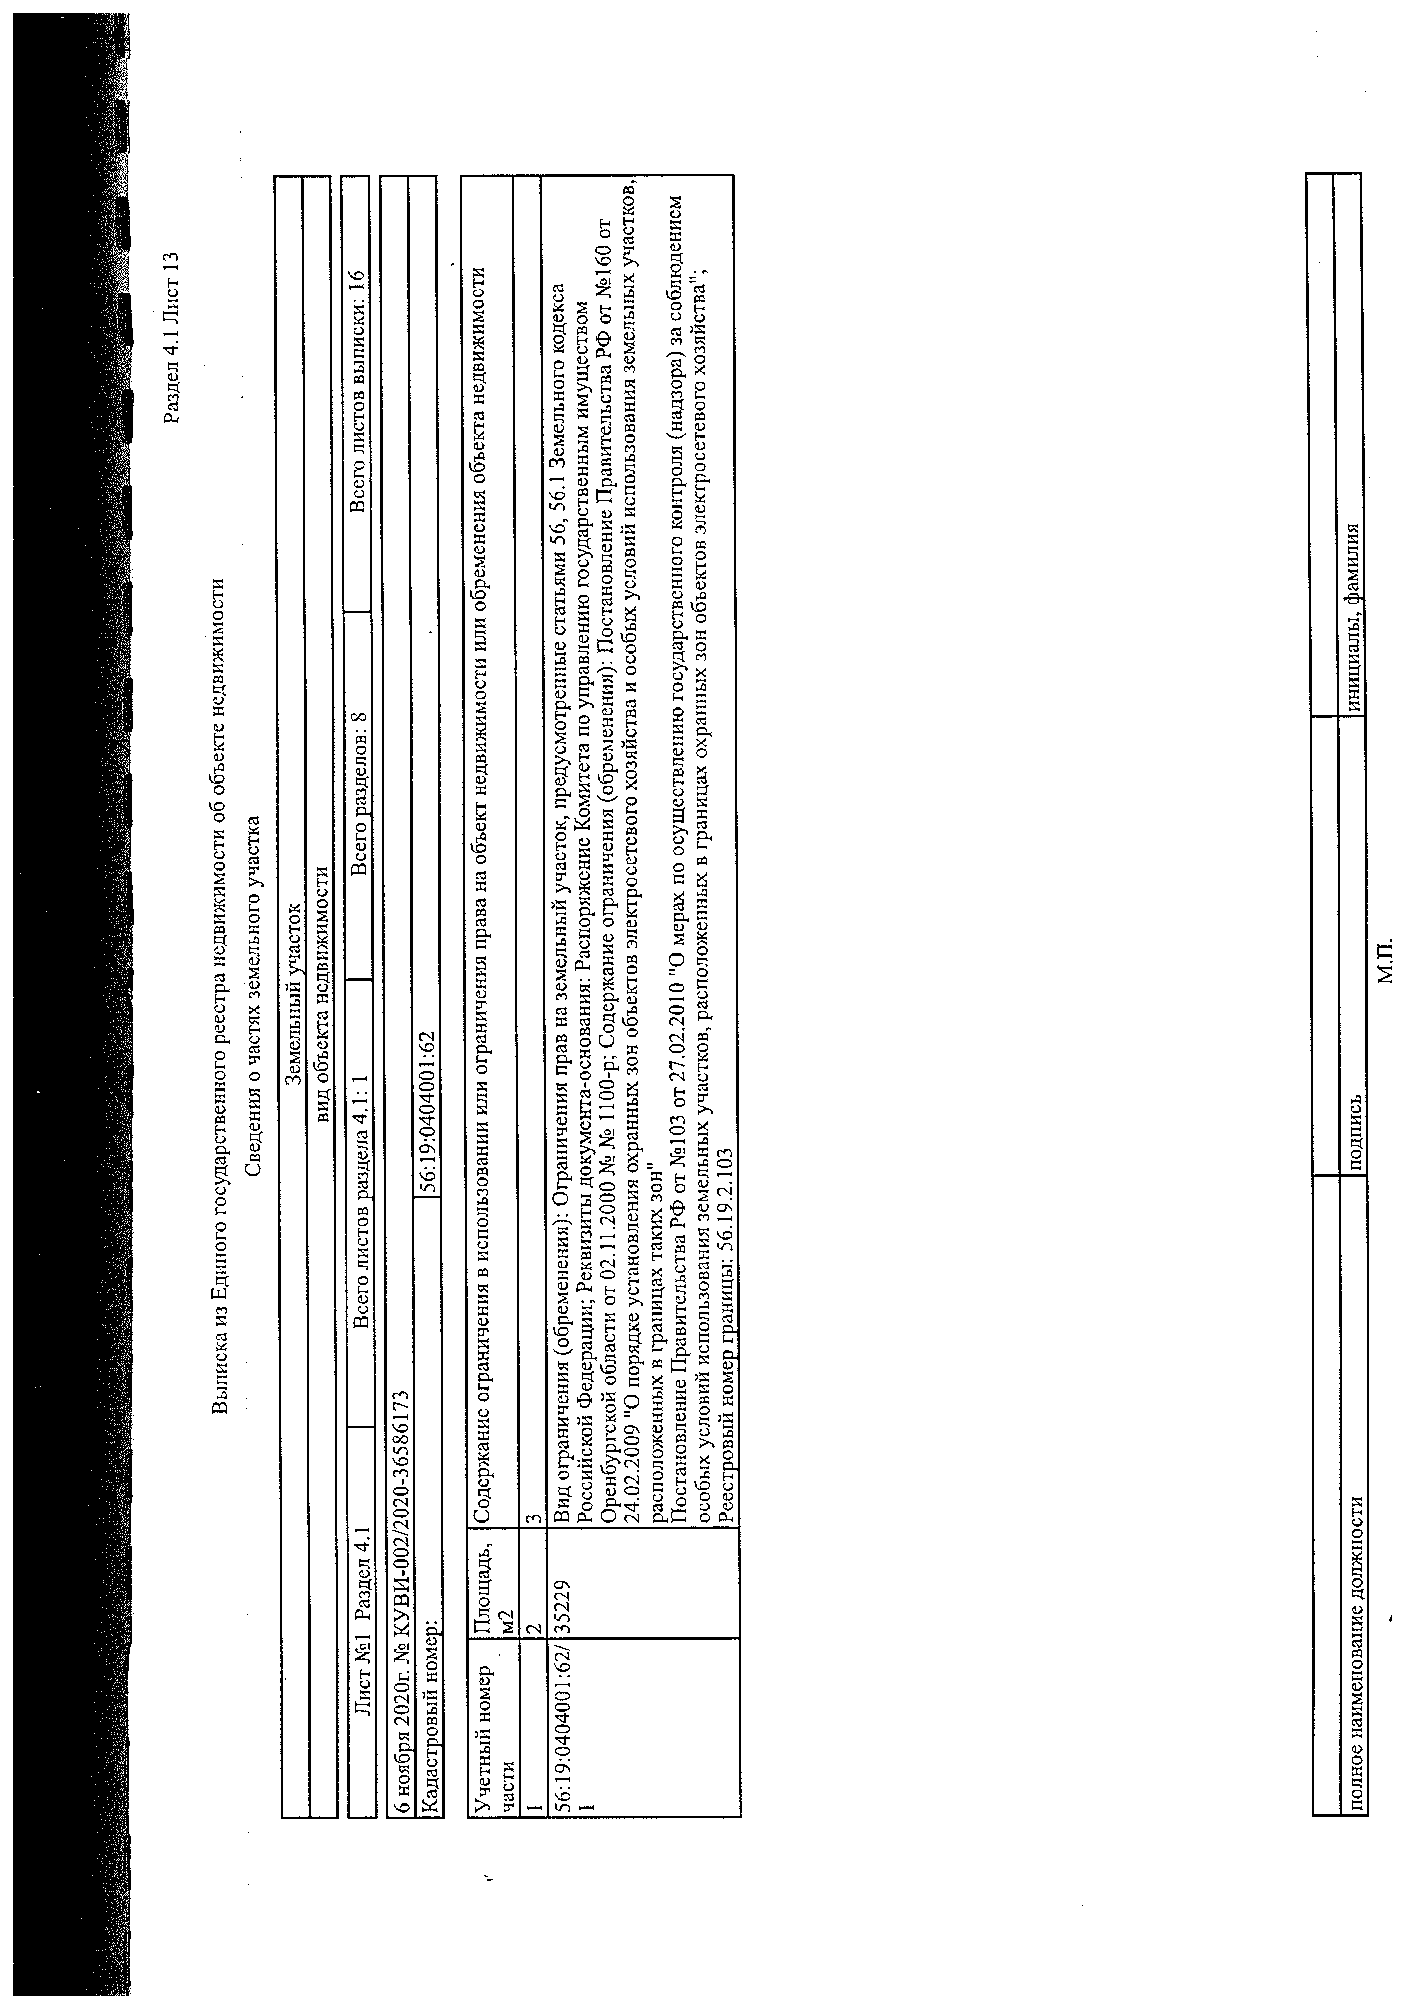 Раздел 4.1 Лист 13
Выписка из Единого государственного реестра недвижимости об объекте недвижимости
Сведения о частях земельного участка
Земельный участок
вид объекта недвижимости
Лист №1 Раздел 4.1 Всего листов раздела 4.1: 1 Всего разделов: 8 Всего листов выписки: 16
6 ноября 2020г. № КУВИ-002/2020-36586173
Кадастровый номер: 56:19:0404001:62
Учетный номер части Площадь, м2 Содержание ограничения в использовании или ограничения права на объект недвижимости или обременения объекта недвижимости
1 2 3
56:19:0404001:62/1 35229 Вид ограничения (обременения): Ограничения прав на земельный участок, предусмотренные статьями 56, 56.1 Земельного кодекса
Российской Федерации; Реквизиты документа-основания: Распоряжение Комитета по управлению государственным имуществом
Оренбургской области от 02.11.2000 № № 1100-р; Содержание ограничения (обременения): Постановление Правительства РФ от №160 от
24.02.2009 "О порядке установления охранных зон объектов электросетевого хозяйства и особых условий использования земельных участков,
расположенных в границах таких зон"
Постановление Правительства РФ от №103 от 27.02.2010 "О мерах по осуществлению государственного контроля (надзора) за соблюдением
особых условий использования земельных участков, расположенных в границах охранных зон объектов электросетевого хозяйства";
Реестровый номер границы: 56.19.2.103
полное наименование должности подпись инициалы, фамилия
М.П.